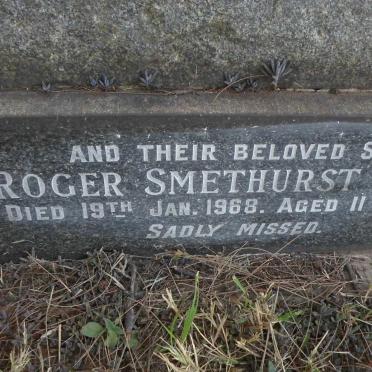 AND THEIR BELOVED S
ROGER SMETHURST
DIED 19TH JAN. 1968. AGED 11
SADLY MISSED.